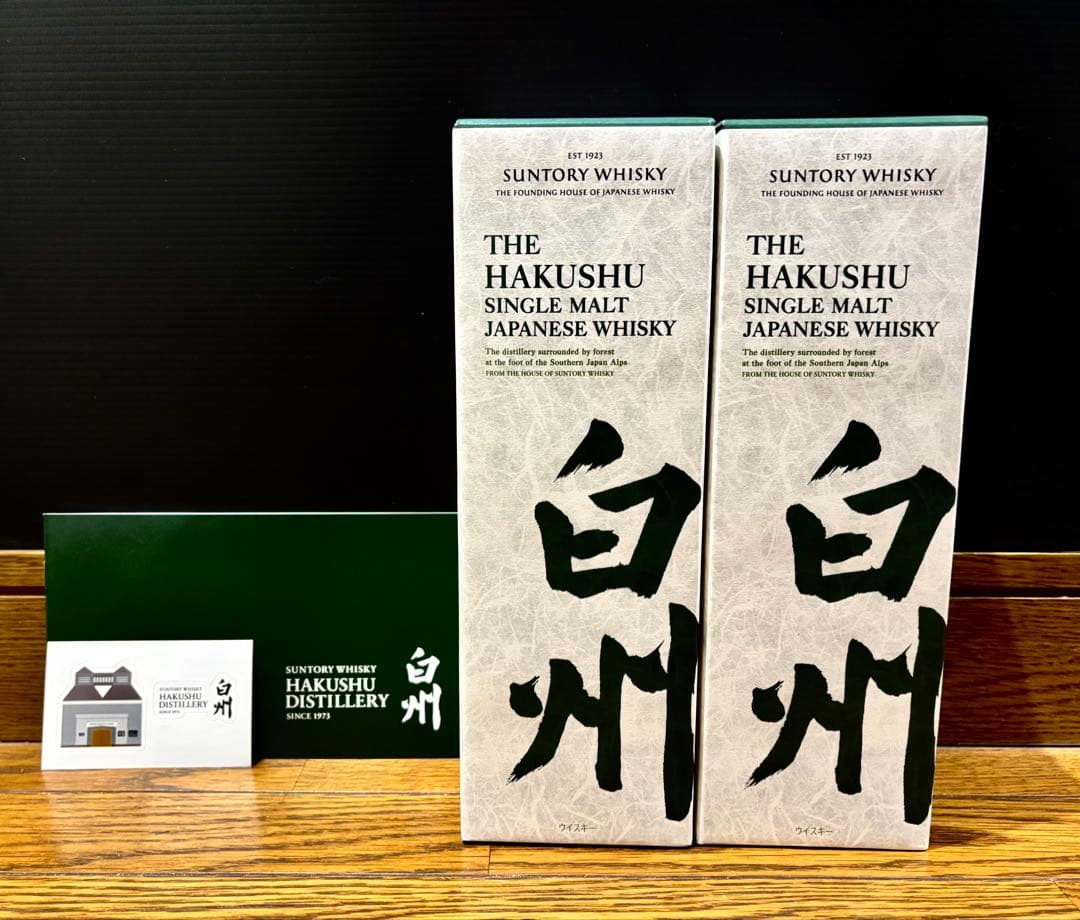 EST 1923
SUNTORY WHISKY
THE FOUNDING HOUSE OF JAPANESE WHISKY
THE
HAKUSHU
SINGLE MALT
JAPANESE WHISKY
The distillery surrounded by forest
at the foot of the Southern Japan Alps
FROM THE HOUSE OF SUNTORY WHISKY
白州
ウイスキー
EST 1923
SUNTORY WHISKY
THE FOUNDING HOUSE OF JAPANESE WHISKY
THE
HAKUSHU
SINGLE MALT
JAPANESE WHISKY
The distillery surrounded by forest
at the foot of the Southern Japan Alps
FROM THE HOUSE OF SUNTORY WHISKY
白州
ウイスキー
SUNTORY WHISKY
HAKUSHU
DISTILLERY
SINCE 1973
白州
SUNTORY WHISKY
HAKUSHU
DISTILLERY
SINCE 1973
白州